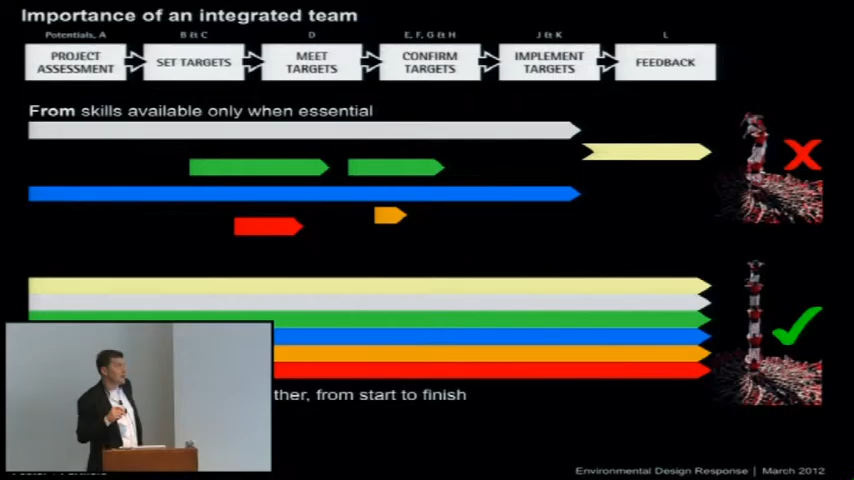 Importance of an integrated team
Potentials, A
B & C
D
E, F, G & H
J & K
L
PROJECT
ASSESSMENT
SET TARGETS
MEET
TARGETS
CONFIRM
TARGETS
IMPLEMENT
TARGETS
FEEDBACK
From skills available only when essential
ther, from start to finish
Environmental Design Response | March 2012